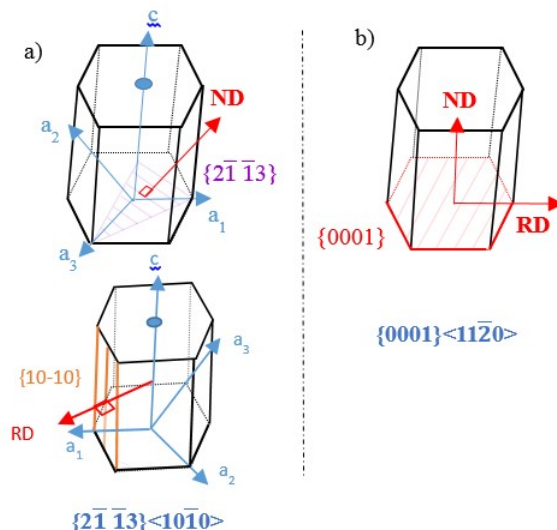 a)
c
ND
a₂
{21̅ 1̅3}
a₁
a₃
c
{10-10}
a₃
RD
a₁
a₂
{21̅ 1̅3}<101̅0>
b)
ND
{0001}
RD
{0001}<112̅0>